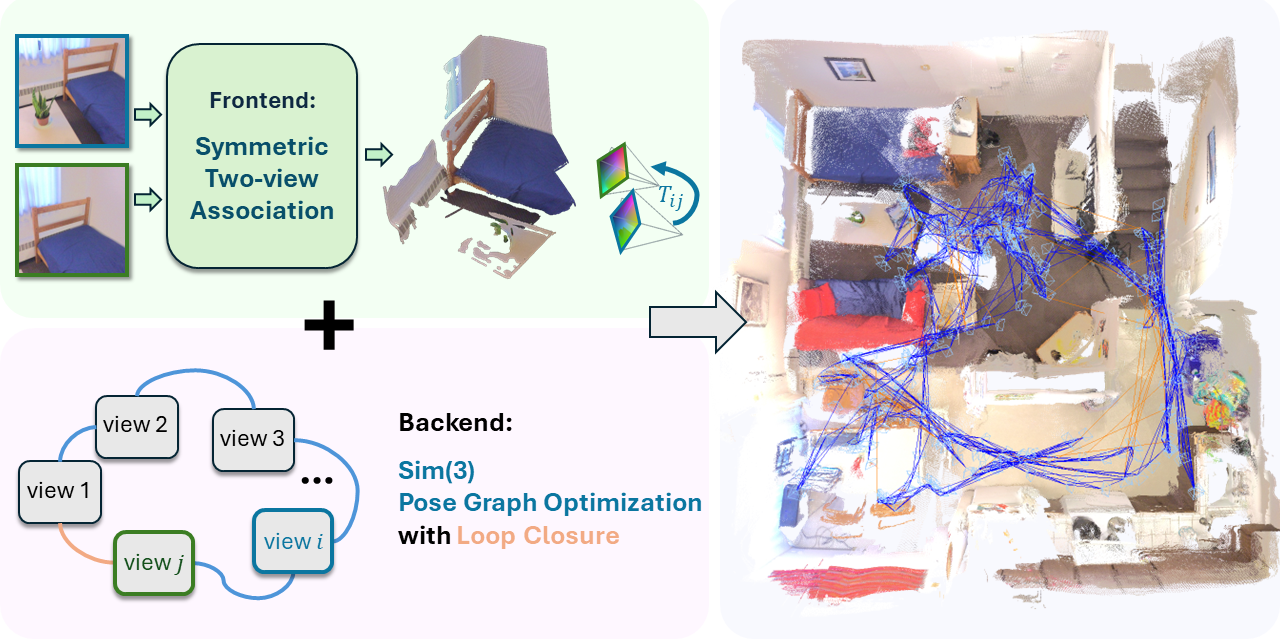 Frontend:
Symmetric
Two-view
Association
T_{ij}
view 2
view 3
...
view 1
view i
view j
Backend:
Sim(3)
Pose Graph Optimization
with Loop Closure